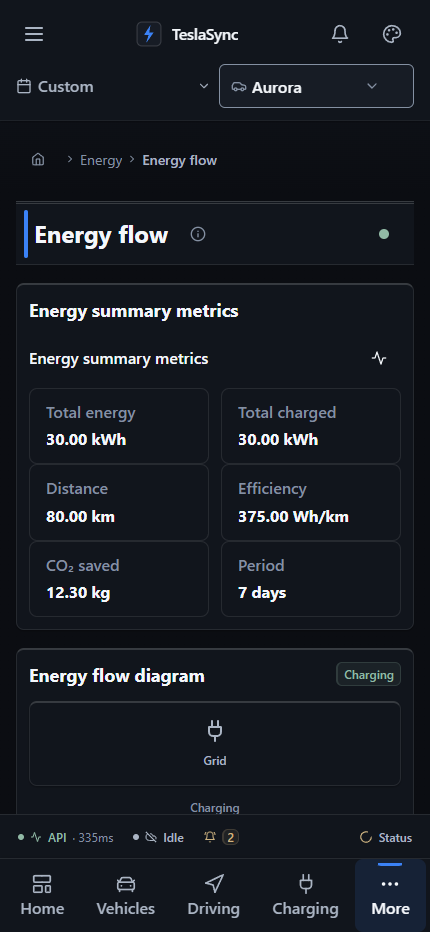 TeslaSync
Custom
Aurora
Energy
Energy flow
Energy flow
Energy summary metrics
Energy summary metrics
Total energy
30.00 kWh
Total charged
30.00 kWh
Distance
80.00 km
Efficiency
375.00 Wh/km
CO₂ saved
12.30 kg
Period
7 days
Energy flow diagram
Charging
Grid
Charging
API · 335ms
Idle
2
Status
Home
Vehicles
Driving
Charging
More